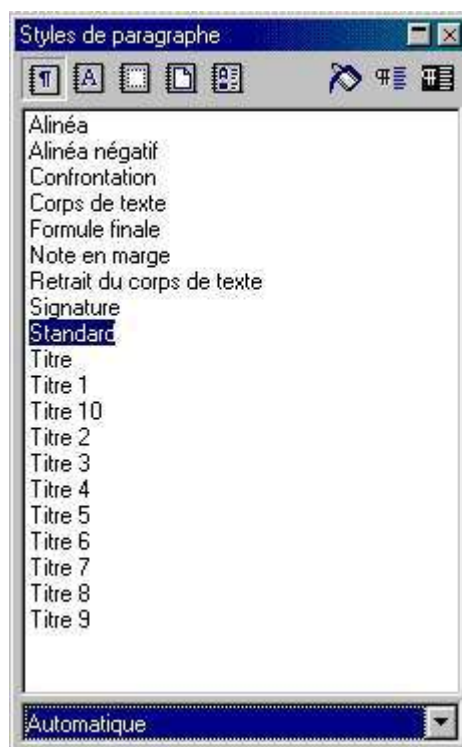 Styles de paragraphe
Alinéa
Alinéa négatif
Confrontation
Corps de texte
Formule finale
Note en marge
Retrait du corps de texte
Signature
Standard
Titre
Titre 1
Titre 10
Titre 2
Titre 3
Titre 4
Titre 5
Titre 6
Titre 7
Titre 8
Titre 9
Automatique